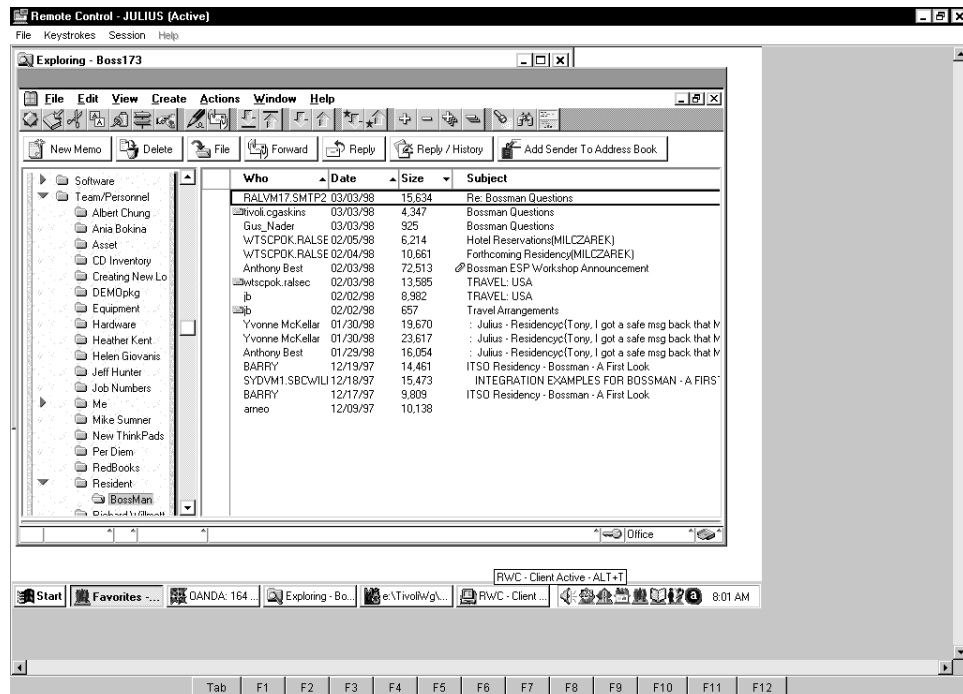 Remote Control - JULIUS (Active)
File Keystrokes Session Help
Exploring - Boss173
File Edit View Create Actions Window Help
New Memo Delete File Forward Reply Reply / History Add Sender To Address Book
Software
Team/Personnel
Albert Chung
Ania Bokina
Asset
CD Inventory
Creating New Lo
DEMOpkg
Equipment
Hardware
Heather Kent
Helen Giovanis
Jeff Hunter
Job Numbers
Me
Mike Sumner
New ThinkPads
Per Diem
RedBooks
Resident
BossMan
Who Date Size Subject
RALVM17.SMTP2 03/03/98 15,634 Re: Bossman Questions
tivoli.cgaskins 03/03/98 4,347 Bossman Questions
Gus_Nader 03/03/98 925 Bossman Questions
WTSCPOK.RALSE 02/05/98 6,214 Hotel Reservations(MILCZAREK)
WTSCPOK.RALSE 02/04/98 10,661 Forthcoming Residency(MILCZAREK)
Anthony Best 02/03/98 72,513 Bossman ESP Workshop Announcement
wtscpok.ralsec 02/03/98 13,585 TRAVEL: USA
jb 02/02/98 8,982 TRAVEL: USA
jb 02/02/98 657 Travel Arrangements
Yvonne McKellar 01/30/98 19,670 : Julius - Residency¢(Tony, I got a safe msg back that M
Yvonne McKellar 01/30/98 23,617 : Julius - Residency¢(Tony, I got a safe msg back that M
Anthony Best 01/29/98 16,054 : Julius - Residency¢(Tony, I got a safe msg back that M
BARRY 12/19/97 14,461 ITSO Residency - Bossman - A First Look
SYDVM1.SBCWILI 12/18/97 15,473 INTEGRATION EXAMPLES FOR BOSSMAN - A FIRS
BARRY 12/17/97 9,809 ITSO Residency - Bossman - A First Look
arneo 12/09/97 10,138
Office
RWC - Client Active - ALT+T
Start Favorites -... OANDA: 164 ... Exploring - Bo... e:\TivoliWg\... RWC - Client ... 8:01 AM
Tab F1 F2 F3 F4 F5 F6 F7 F8 F9 F10 F11 F12